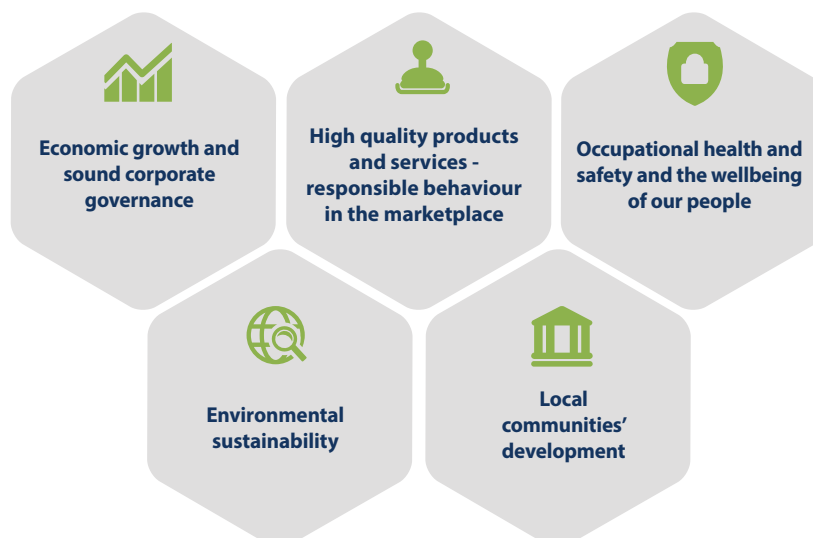 Economic growth and
sound corporate
governance
High quality products
and services -
responsible behaviour
in the marketplace
Occupational health and
safety and the wellbeing
of our people
Environmental
sustainability
Local
communities’
development